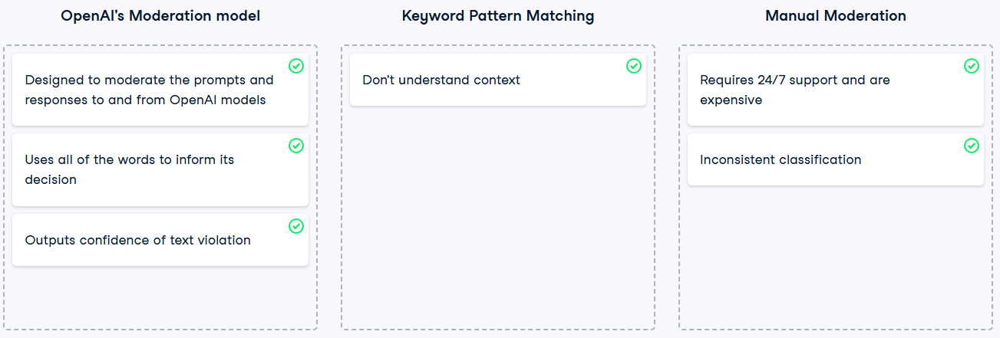 OpenAI's Moderation model
Designed to moderate the prompts and
responses to and from OpenAI models
Uses all of the words to inform its
decision
Outputs confidence of text violation
Keyword Pattern Matching
Don't understand context
Manual Moderation
Requires 24/7 support and are
expensive
Inconsistent classification